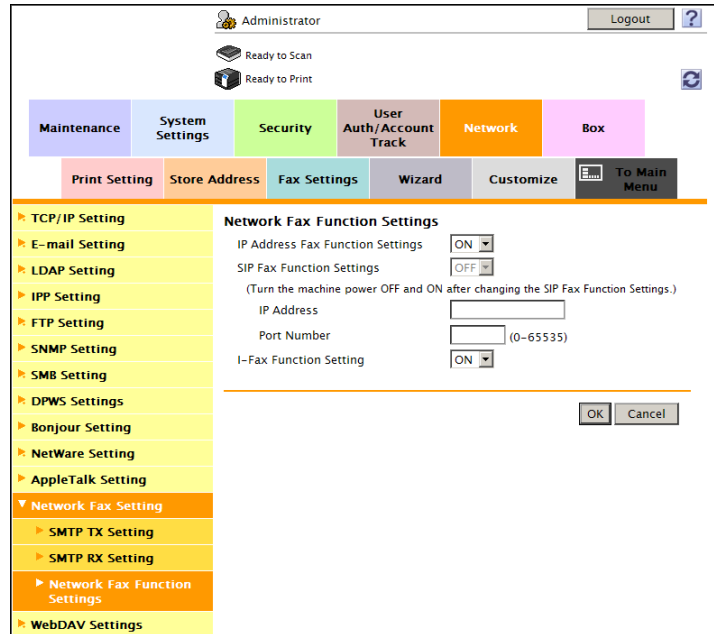 Administrator
Logout
?
Ready to Scan
Ready to Print
Maintenance
System
Settings
Security
User
Auth/Account
Track
Network
Box
Print Setting
Store Address
Fax Settings
Wizard
Customize
To Main
Menu
TCP/IP Setting
E-mail Setting
LDAP Setting
IPP Setting
FTP Setting
SNMP Setting
SMB Setting
DPWS Settings
Bonjour Setting
NetWare Setting
AppleTalk Setting
Network Fax Setting
SMTP TX Setting
SMTP RX Setting
Network Fax Function
Settings
WebDAV Settings
Network Fax Function Settings
IP Address Fax Function Settings ON
SIP Fax Function Settings OFF
(Turn the machine power OFF and ON after changing the SIP Fax Function Settings.)
IP Address
Port Number (0-65535)
I-Fax Function Setting ON
OK Cancel